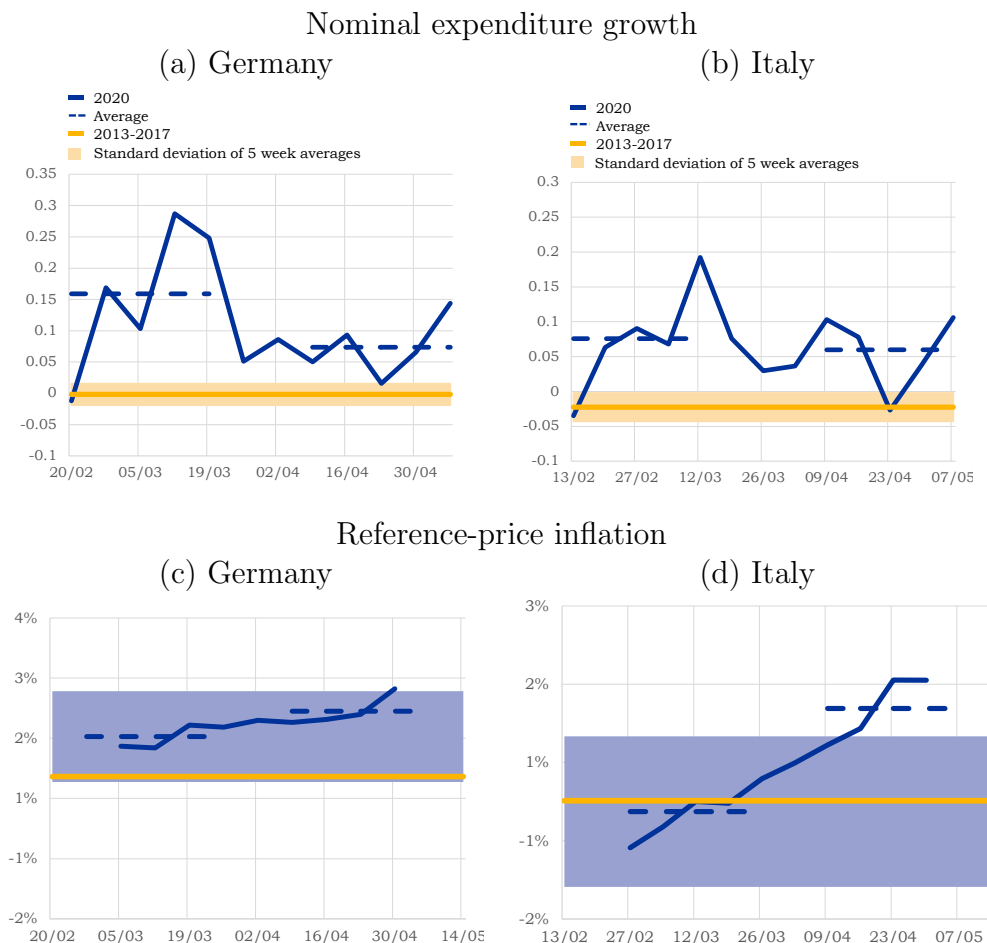 Nominal expenditure growth
(a) Germany
2020
Average
2013-2017
Standard deviation of 5 week averages
0.35
0.3
0.25
0.2
0.15
0.1
0.05
0
-0.05
-0.1
20/02 05/03 19/03 02/04 16/04 30/04
(b) Italy
2020
Average
2013-2017
Standard deviation of 5 week averages
0.3
0.25
0.2
0.15
0.1
0.05
0
-0.05
-0.1
13/02 27/02 12/03 26/03 09/04 23/04 07/05
Reference-price inflation
(c) Germany
4%
3%
2%
1%
-1%
-2%
20/02 05/03 19/03 02/04 16/04 30/04 14/05
(d) Italy
3%
2%
1%
-1%
-2%
13/02 27/02 12/03 26/03 09/04 23/04 07/05